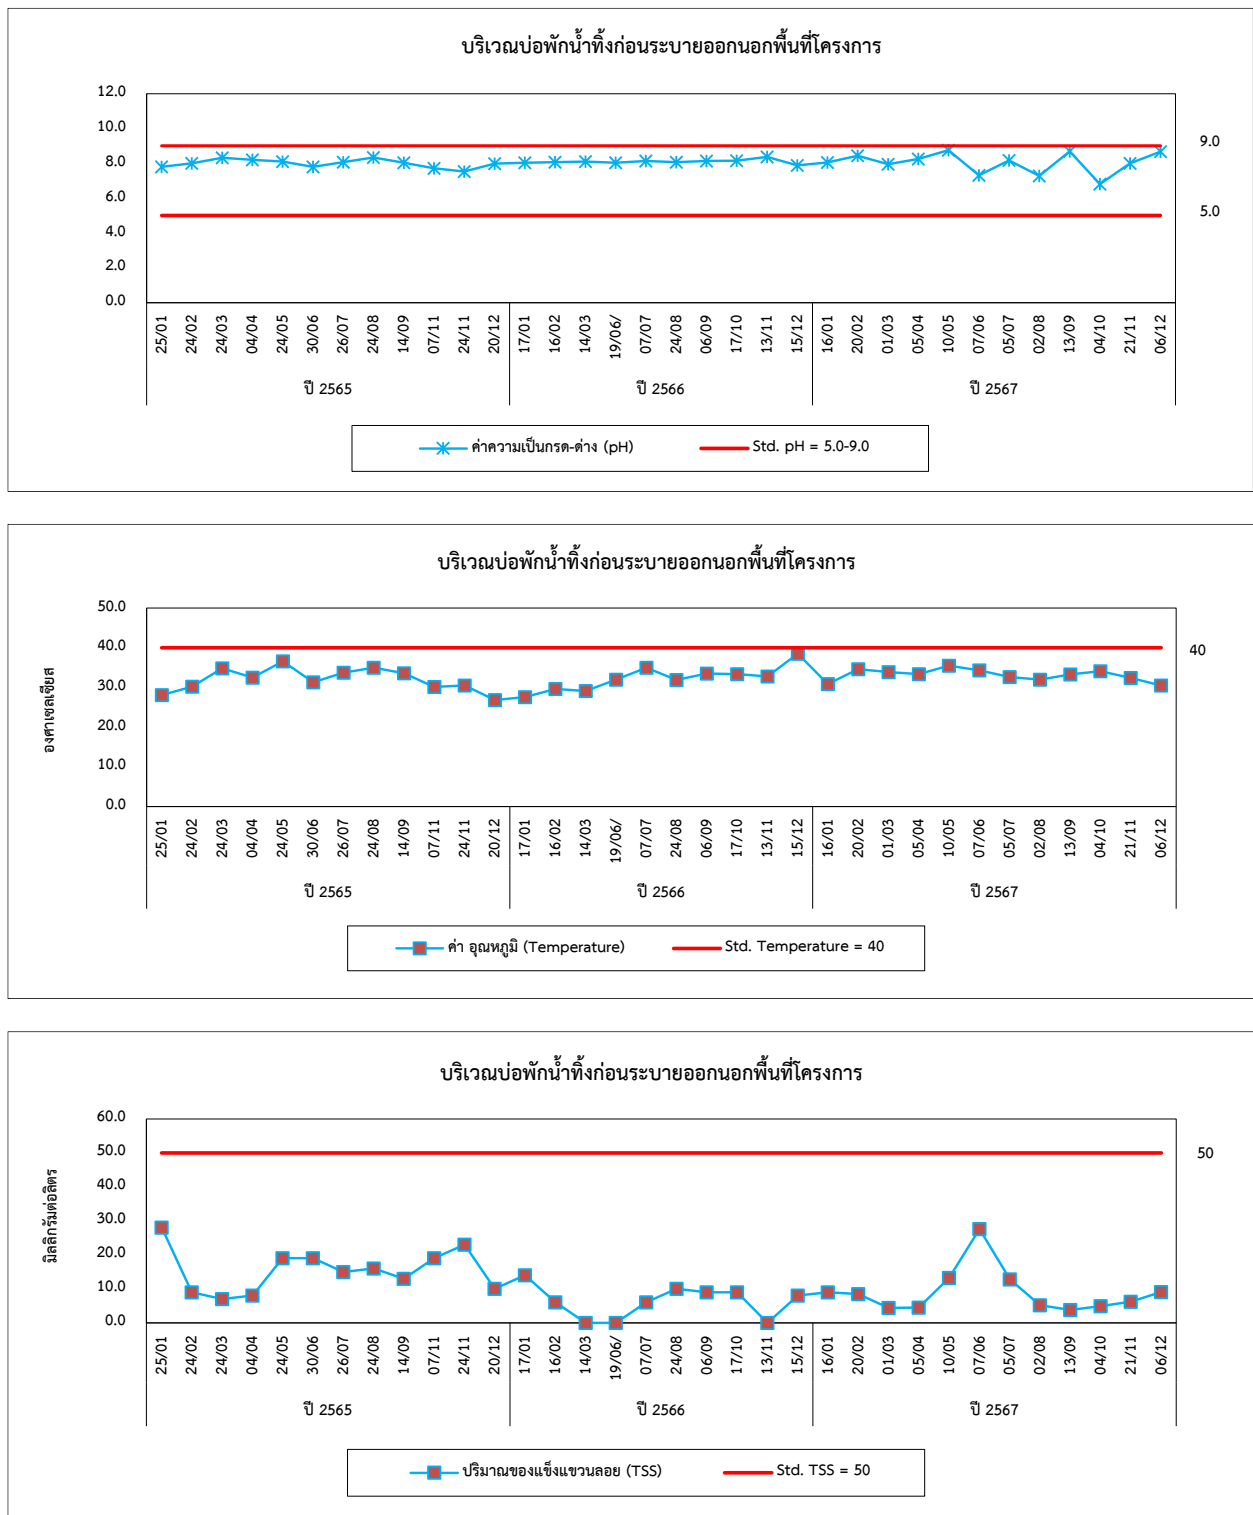 บริเวณบ่อพักน้ำทิ้งก่อนระบายออกนอกพื้นที่โครงการ
12.0
10.0
8.0
6.0
4.0
2.0
0.0
9.0
5.0
25/01 24/02 24/03 04/04 24/05 30/06 26/07 24/08 14/09 07/11 24/11 20/12 17/01 16/02 14/03 19/06/ 07/07 24/08 06/09 17/10 13/11 15/12 16/01 20/02 01/03 05/04 10/05 07/06 05/07 02/08 13/09 04/10 21/11 06/12
ปี 2565 ปี 2566 ปี 2567
ค่าความเป็นกรด-ด่าง (pH) Std. pH = 5.0-9.0
บริเวณบ่อพักน้ำทิ้งก่อนระบายออกนอกพื้นที่โครงการ
องศาเซลเซียส
50.0
40.0
30.0
20.0
10.0
0.0
40
25/01 24/02 24/03 04/04 24/05 30/06 26/07 24/08 14/09 07/11 24/11 20/12 17/01 16/02 14/03 19/06/ 07/07 24/08 06/09 17/10 13/11 15/12 16/01 20/02 01/03 05/04 10/05 07/06 05/07 02/08 13/09 04/10 21/11 06/12
ปี 2565 ปี 2566 ปี 2567
ค่า อุณหภูมิ (Temperature) Std. Temperature = 40
บริเวณบ่อพักน้ำทิ้งก่อนระบายออกนอกพื้นที่โครงการ
มิลลิกรัมต่อลิตร
60.0
50.0
40.0
30.0
20.0
10.0
0.0
50
25/01 24/02 24/03 04/04 24/05 30/06 26/07 24/08 14/09 07/11 24/11 20/12 17/01 16/02 14/03 19/06/ 07/07 24/08 06/09 17/10 13/11 15/12 16/01 20/02 01/03 05/04 10/05 07/06 05/07 02/08 13/09 04/10 21/11 06/12
ปี 2565 ปี 2566 ปี 2567
ปริมาณของแข็งแขวนลอย (TSS) Std. TSS = 50